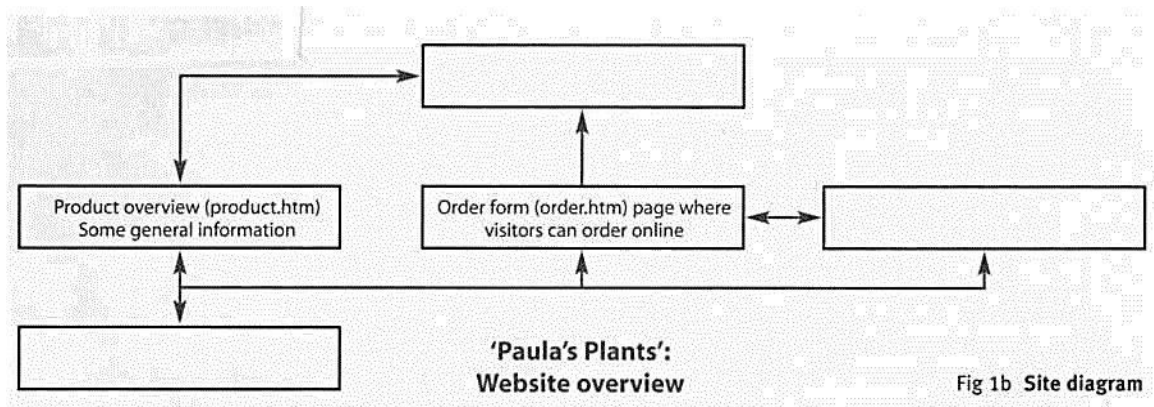 Product overview (product.htm)
Some general information
Order form (order.htm) page where
visitors can order online
'Paula's Plants':
Website overview
Fig 1b Site diagram